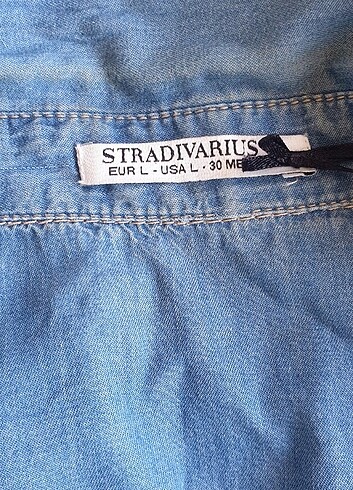 STRADIVARIUS
EUR L - USA L - 30 ME